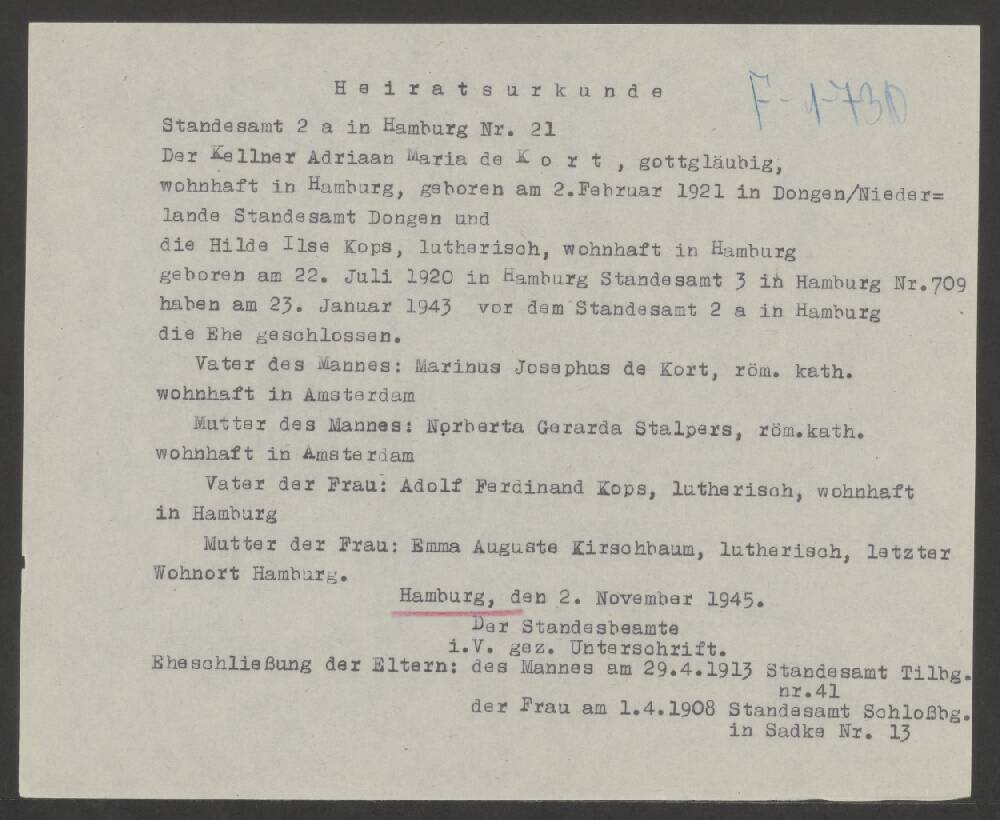 H e i r a t s u r k u n d e
F-1-730
Standesamt 2 a in Hamburg Nr. 21
Der Kellner Adriaan Maria de K o r t , gottgläubig,
wohnhaft in Hamburg, geboren am 2.Februar 1921 in Dongen/Nieder=
lande Standesamt Dongen und
die Hilde Ilse Kops, lutherisch, wohnhaft in Hamburg
geboren am 22. Juli 1920 in Hamburg Standesamt 3 in Hamburg Nr.709
haben am 23. Januar 1943 vor dem Standesamt 2 a in Hamburg
die Ehe geschlossen.
Vater des Mannes: Marinus Josephus de Kort, röm. kath.
wohnhaft in Amsterdam
Mutter des Mannes: Norberta Gerarda Stalpers, röm.kath.
wohnhaft in Amsterdam
Vater der Frau: Adolf Ferdinand Kops, lutherisch, wohnhaft
in Hamburg
Mutter der Frau: Emma Auguste Kirschbaum, lutherisch, letzter
Wohnort Hamburg.
Hamburg, den 2. November 1945.
Der Standesbeamte
i.V. gez. Unterschrift.
Eheschließung der Eltern: des Mannes am 29.4.1913 Standesamt Tilbg.
nr.41
der Frau am 1.4.1908 Standesamt Schloßbg.
in Sadke Nr. 13